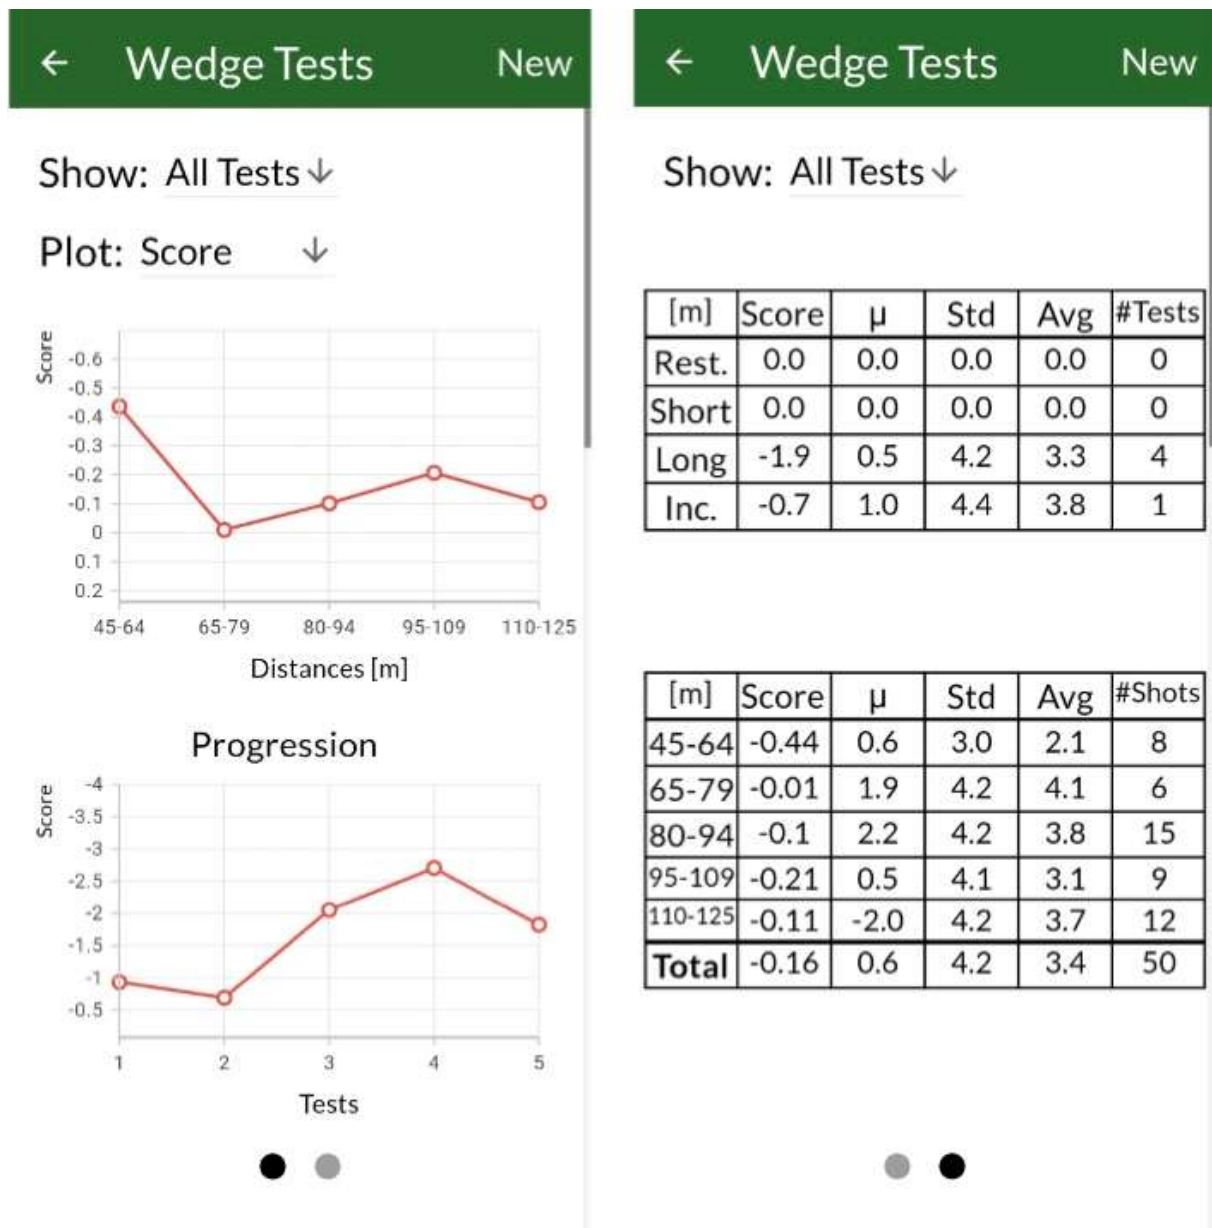 ← Wedge Tests New
Show: All Tests ↓
Plot: Score ↓
Score
-0.6
-0.5
-0.4
-0.3
-0.2
-0.1
0
0.1
0.2
45-64 65-79 80-94 95-109 110-125
Distances [m]
Progression
Score
-4
-3.5
-3
-2.5
-2
-1.5
-1
-0.5
1 2 3 4 5
Tests
← Wedge Tests New
Show: All Tests ↓
[m] Score μ Std Avg #Tests
Rest. 0.0 0.0 0.0 0.0 0
Short 0.0 0.0 0.0 0.0 0
Long -1.9 0.5 4.2 3.3 4
Inc. -0.7 1.0 4.4 3.8 1
[m] Score μ Std Avg #Shots
45-64 -0.44 0.6 3.0 2.1 8
65-79 -0.01 1.9 4.2 4.1 6
80-94 -0.1 2.2 4.2 3.8 15
95-109 -0.21 0.5 4.1 3.1 9
110-125 -0.11 -2.0 4.2 3.7 12
Total -0.16 0.6 4.2 3.4 50